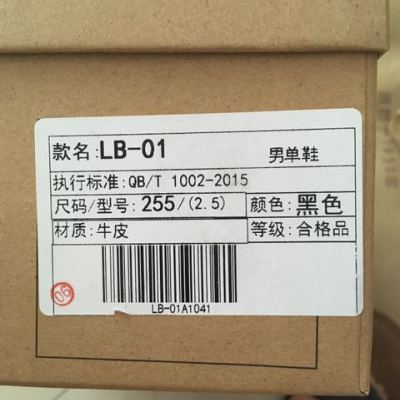 款名:LB-01 男单鞋
执行标准:QB/T 1002-2015
尺码/型号:255/(2.5) 颜色:黑色
材质:牛皮 等级:合格品
06
LB-01A1041